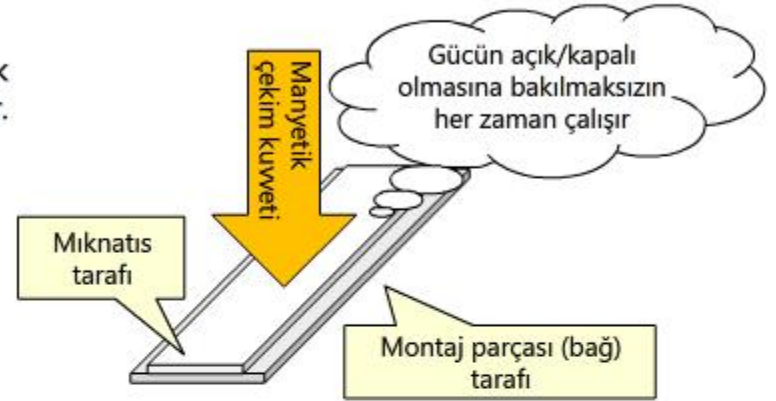 Gücün açık/kapalı
olmasına bakılmaksızın
her zaman çalışır
Manyetik
çekim kuvveti
Mıknatıs
tarafı
Montaj parçası (bağ)
tarafı